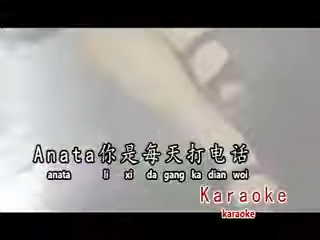 Anata你是每天打电话
anata li xi da gang ka dian woi
Karaoke
karaoke